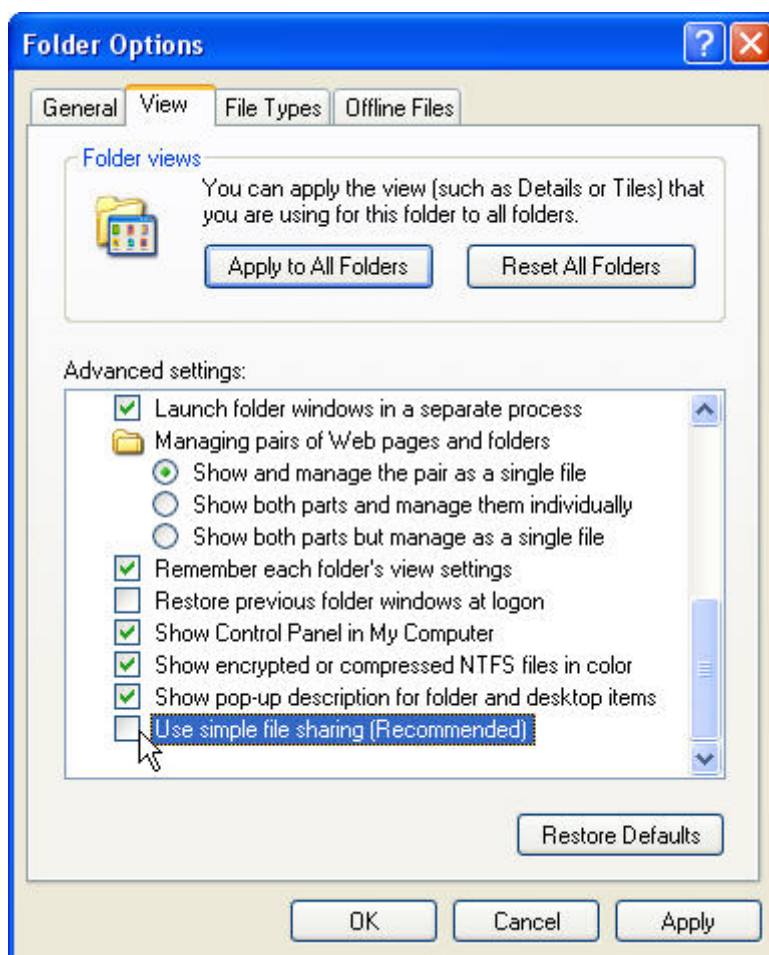 Folder Options
General View File Types Offline Files
Folder views
You can apply the view (such as Details or Tiles) that
you are using for this folder to all folders.
Apply to All Folders Reset All Folders
Advanced settings:
Launch folder windows in a separate process
Managing pairs of Web pages and folders
Show and manage the pair as a single file
Show both parts and manage them individually
Show both parts but manage as a single file
Remember each folder's view settings
Restore previous folder windows at logon
Show Control Panel in My Computer
Show encrypted or compressed NTFS files in color
Show pop-up description for folder and desktop items
Use simple file sharing (Recommended)
Restore Defaults
OK Cancel Apply